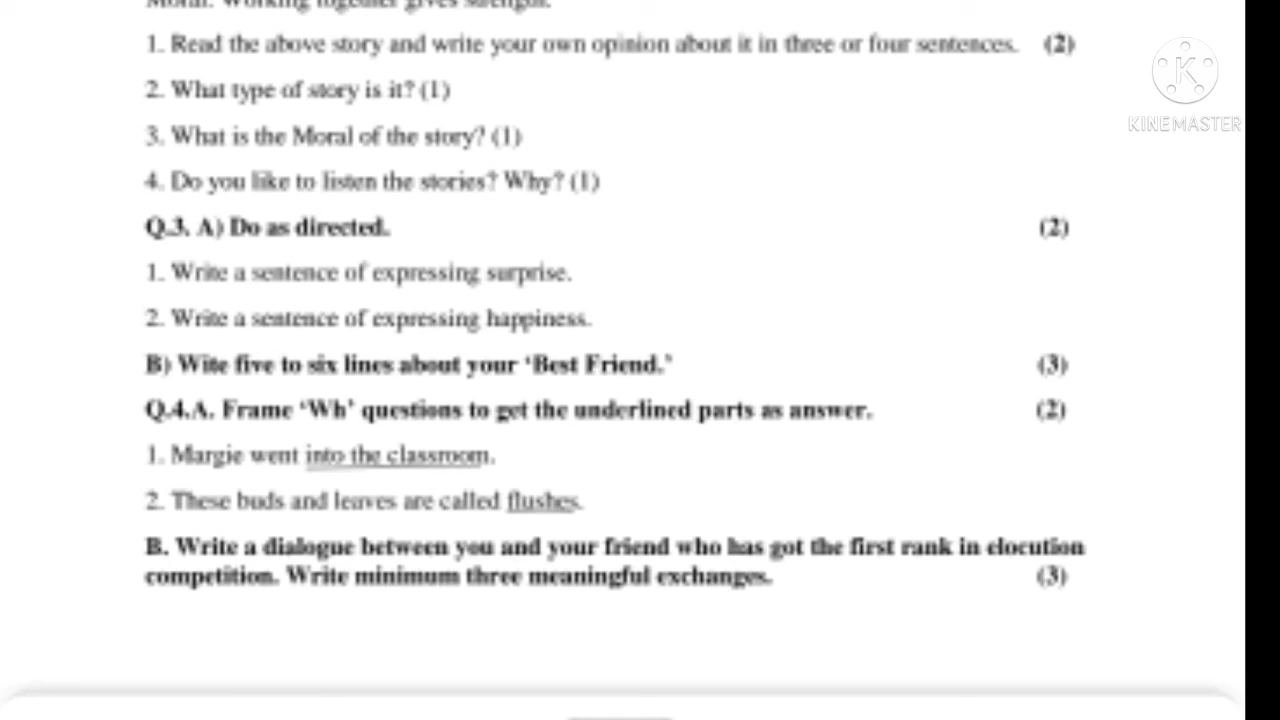 Moral: Working together gives strength.
1. Read the above story and write your own opinion about it in three or four sentences. (2)
2. What type of story is it? (1)
3. What is the Moral of the story? (1)
4. Do you like to listen the stories? Why? (1)
Q.3. A) Do as directed. (2)
1. Write a sentence of expressing surprise.
2. Write a sentence of expressing happiness.
B) Wite five to six lines about your ‘Best Friend.’ (3)
Q.4.A. Frame ‘Wh’ questions to get the underlined parts as answer. (2)
1. Margie went into the classroom.
2. These buds and leaves are called flushes.
B. Write a dialogue between you and your friend who has got the first rank in elocution
competition. Write minimum three meaningful exchanges. (3)
K
KINEMASTER